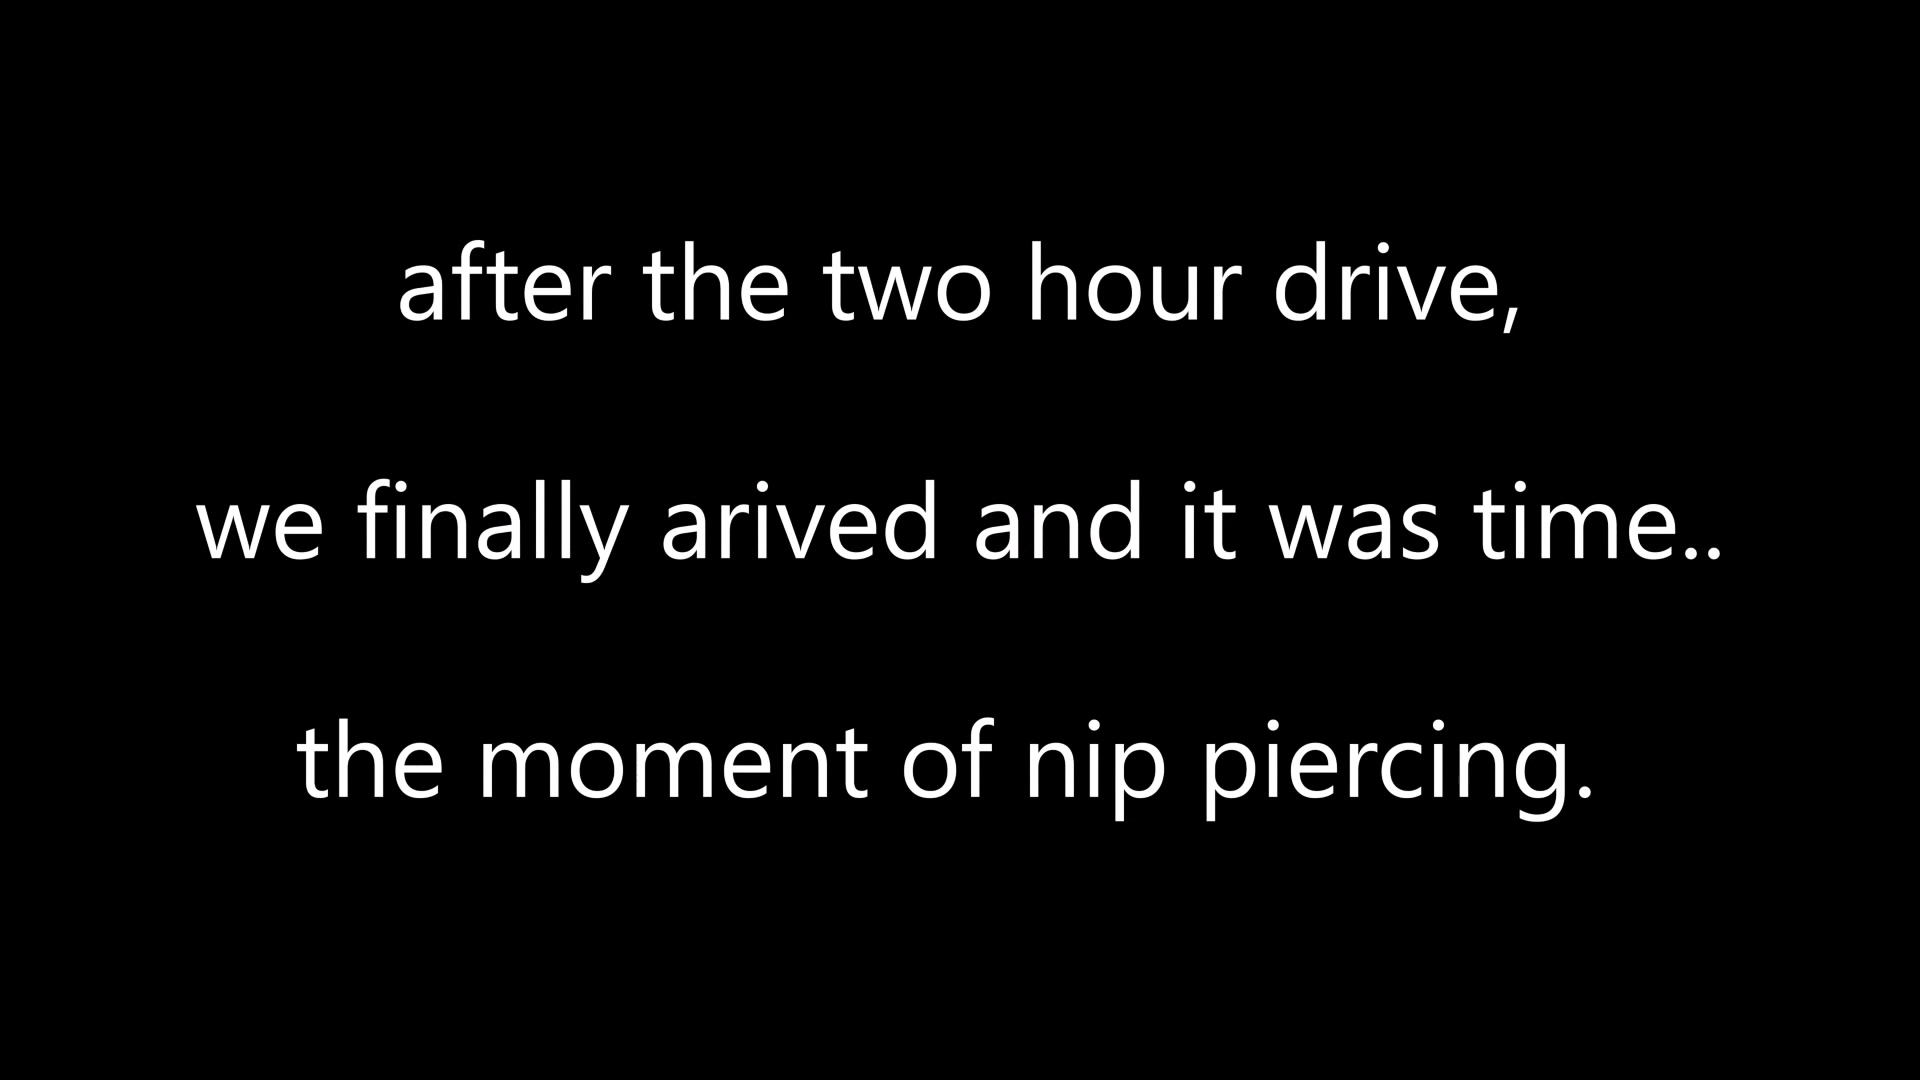 after the two hour drive,
we finally arived and it was time..
the moment of nip piercing.